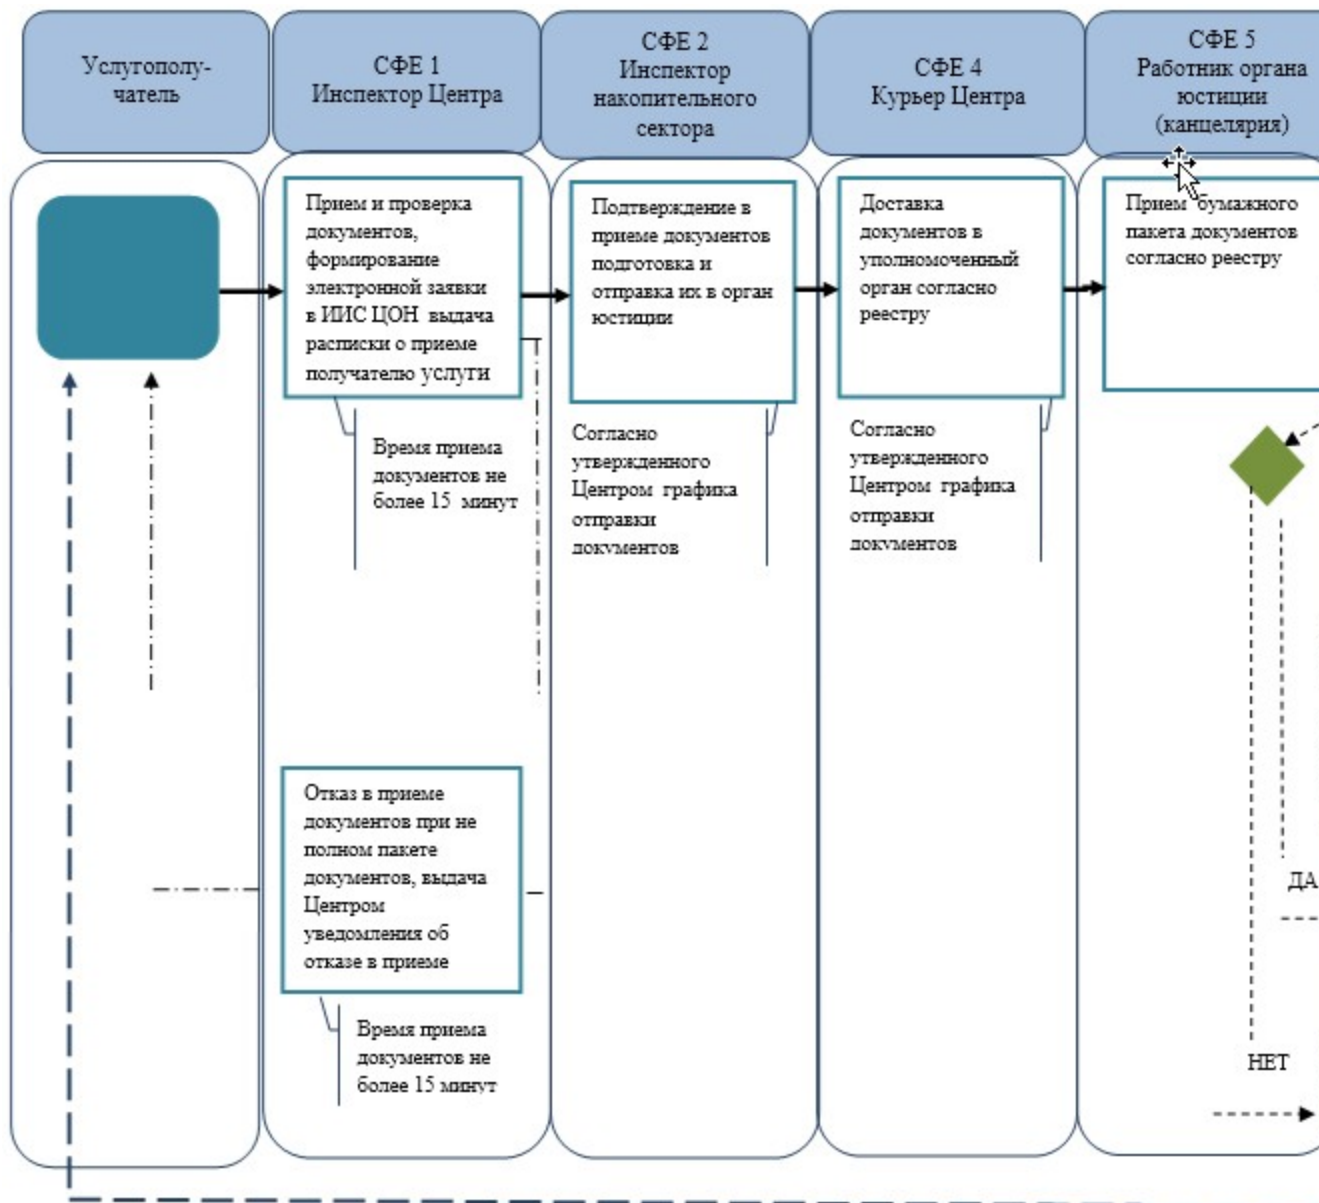 Услугополу-
чатель
СФЕ 1
Инспектор Центра
СФЕ 2
Инспектор
накопительного
сектора
СФЕ 4
Курьер Центра
СФЕ 5
Работник органа
юстиции
(канцелярия)
Прием и проверка
документов,
формирование
электронной заявки
в ИИС ЦОН выдача
расписки о приеме
получателю услуги
Подтверждение в
приеме документов
подготовка и
отправка их в орган
юстиции
Доставка
документов в
уполномоченный
орган согласно
реестру
Прием бумажного
пакета документов
согласно реестру
Время приема
документов не
более 15 минут
Согласно
утвержденного
Центром графика
отправки
документов
Согласно
утвержденного
Центром графика
отправки
документов
Отказ в приеме
документов при не
полном пакете
документов, выдача
Центром
уведомления об
отказе в приеме
Время приема
документов не
более 15 минут
ДА
НЕТ